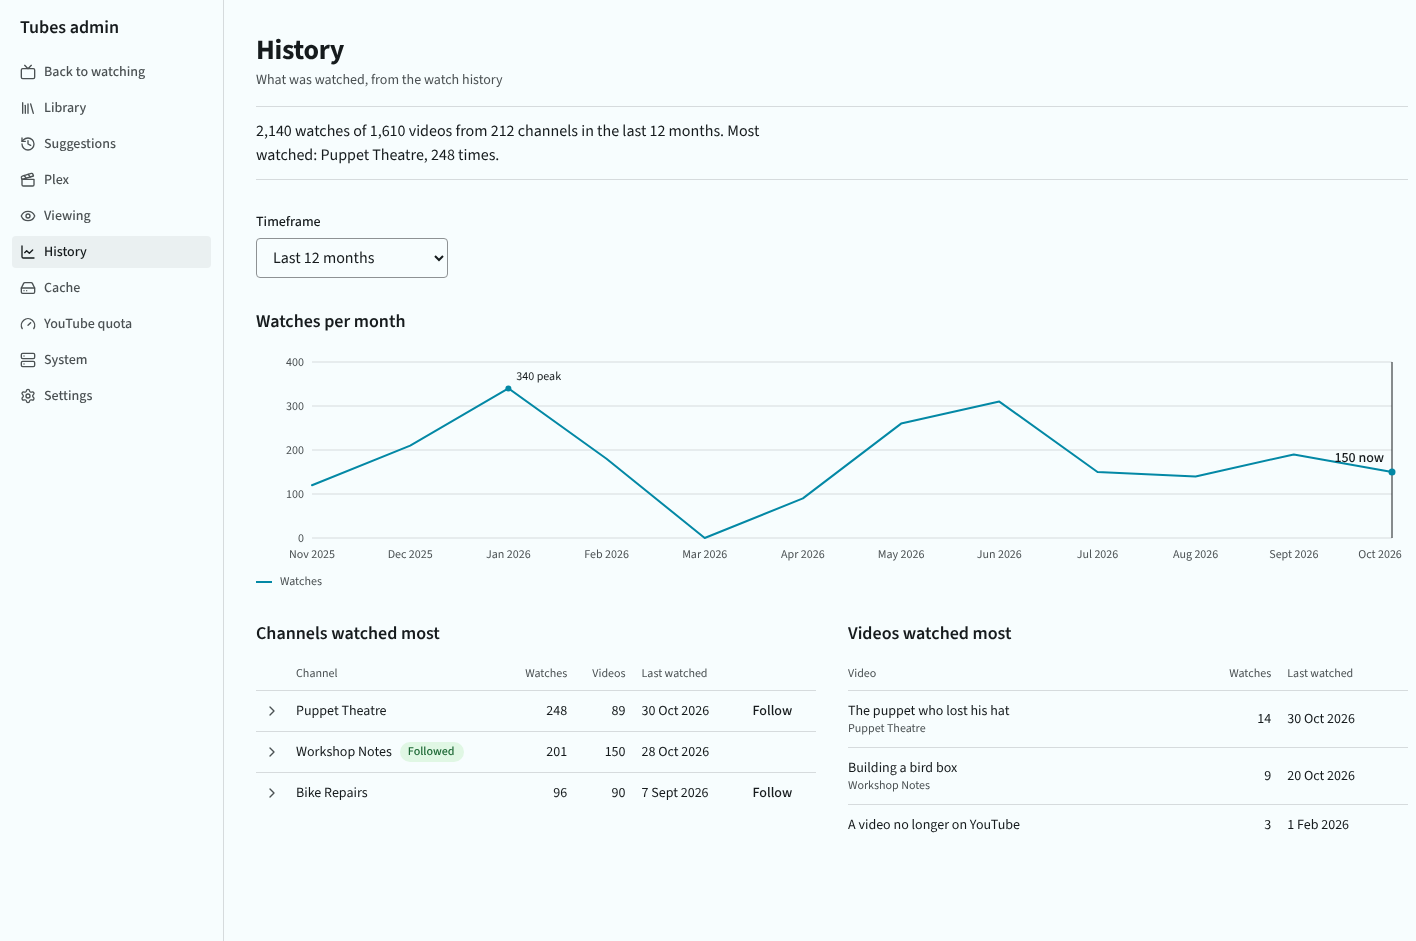 Tubes admin
Back to watching
Library
Suggestions
Plex
Viewing
History
Cache
YouTube quota
System
Settings
History
What was watched, from the watch history
2,140 watches of 1,610 videos from 212 channels in the last 12 months. Most
watched: Puppet Theatre, 248 times.
Timeframe
Last 12 months
Watches per month
400
340 peak
300
200
150 now
100
0
Nov 2025 Dec 2025 Jan 2026 Feb 2026 Mar 2026 Apr 2026 May 2026 Jun 2026 Jul 2026 Aug 2026 Sept 2026 Oct 2026
Watches
Channels watched most
Channel Watches Videos Last watched
Puppet Theatre 248 89 30 Oct 2026 Follow
Workshop Notes Followed 201 150 28 Oct 2026
Bike Repairs 96 90 7 Sept 2026 Follow
Videos watched most
Video Watches Last watched
The puppet who lost his hat 14 30 Oct 2026
Puppet Theatre
Building a bird box 9 20 Oct 2026
Workshop Notes
A video no longer on YouTube 3 1 Feb 2026